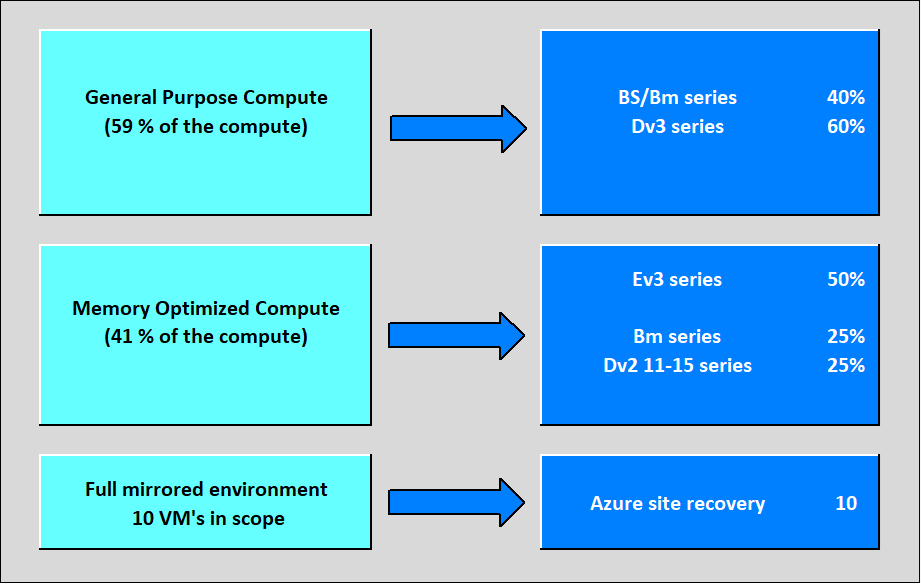 General Purpose Compute
(59 % of the compute)
BS/Bm series 40%
Dv3 series 60%
Memory Optimized Compute
(41 % of the compute)
Ev3 series 50%
Bm series 25%
Dv2 11-15 series 25%
Full mirrored environment
10 VM's in scope
Azure site recovery 10